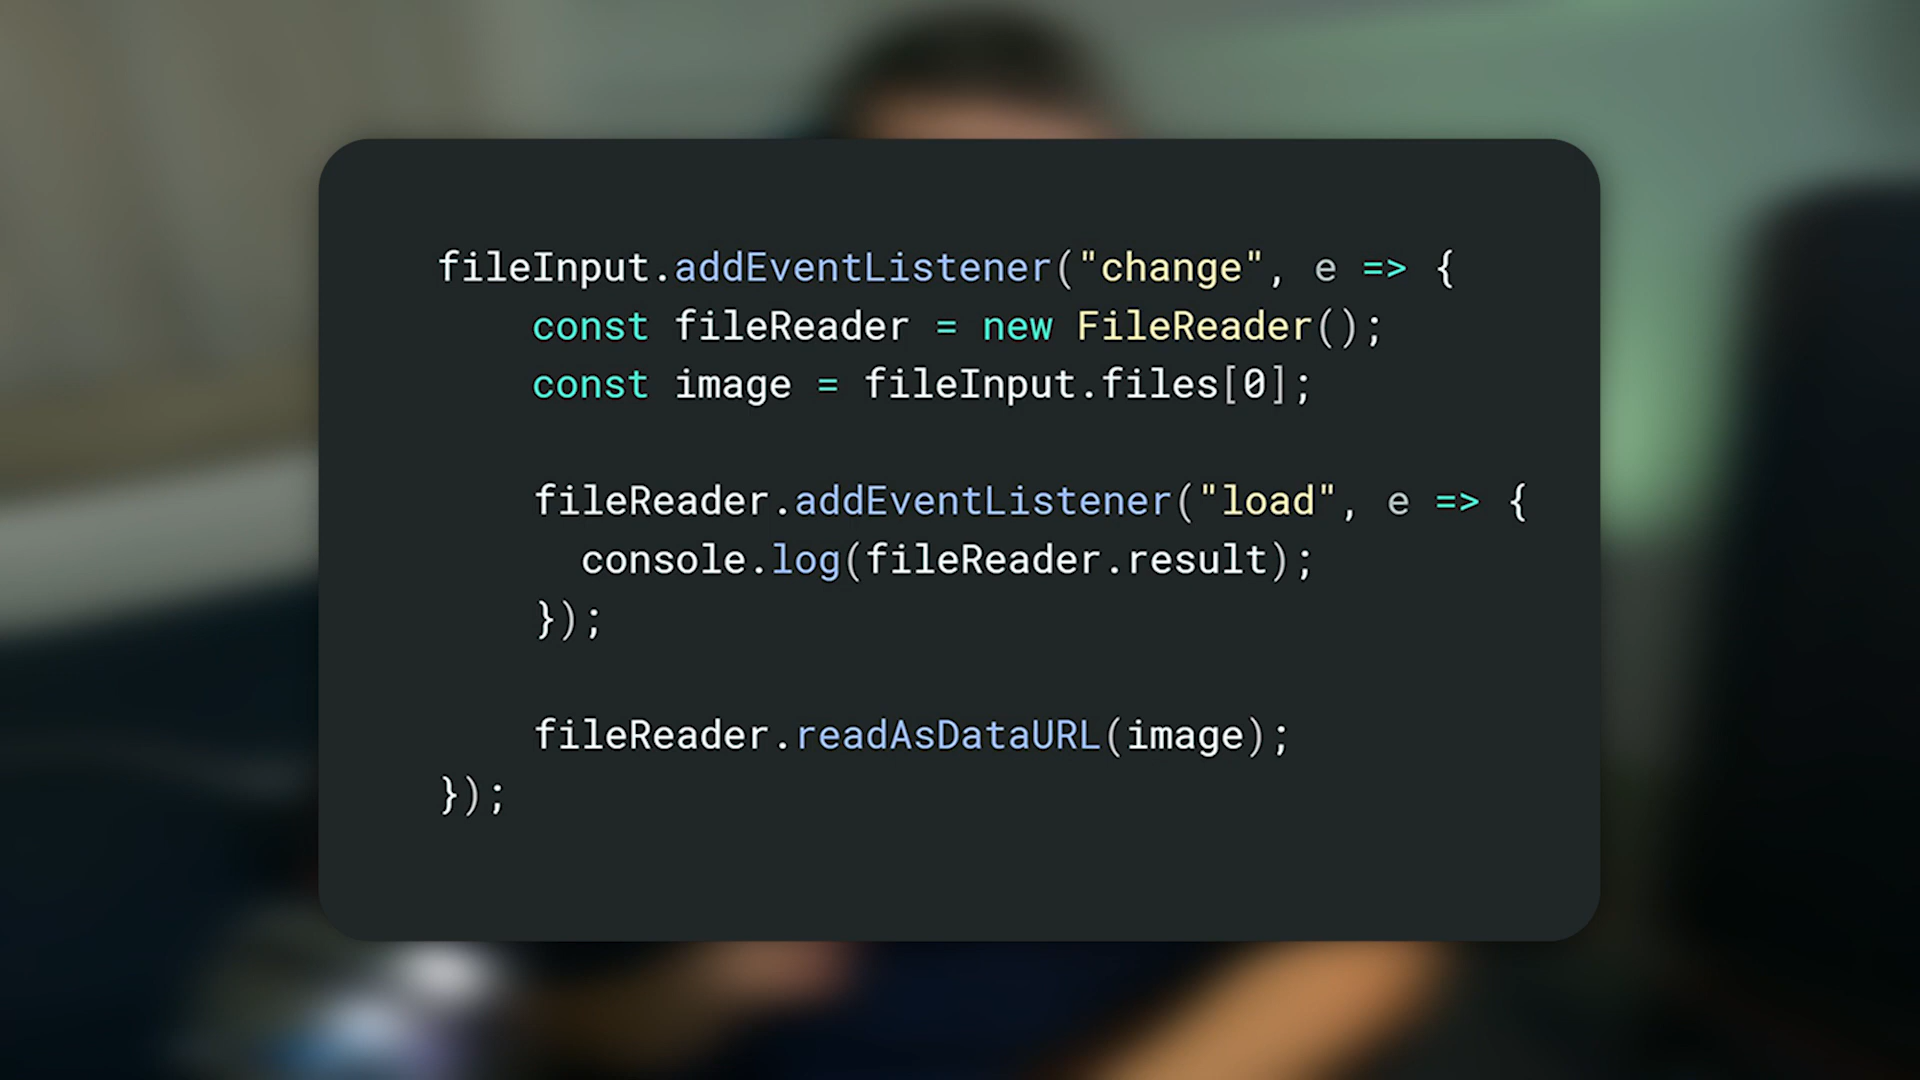 fileInput.addEventListener("change", e => {
    const fileReader = new FileReader();
    const image = fileInput.files[0];

    fileReader.addEventListener("load", e => {
      console.log(fileReader.result);
    });

    fileReader.readAsDataURL(image);
});